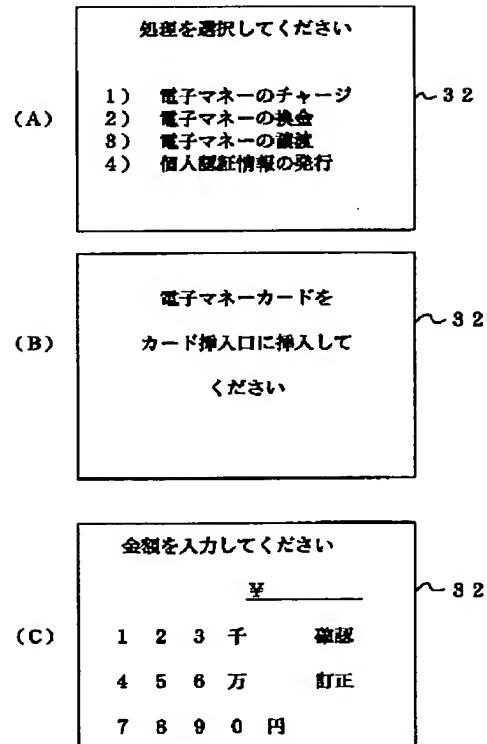 処理を選択してください
(A)
1) 電子マネーのチャージ
2) 電子マネーの換金
3) 電子マネーの譲渡
4) 個人認証情報の発行
32
(B)
電子マネーカードを
カード挿入口に挿入して
ください
32
(C)
金額を入力してください
¥
32
1 2 3 千 確認
4 5 6 万 訂正
7 8 9 0 円